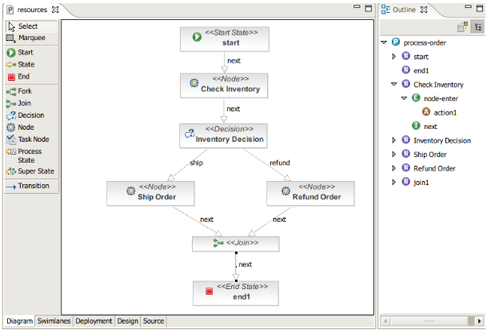 resources
Outline
Select
Marquee
Start
State
End
Fork
Join
Decision
Node
Task Node
Process
State
Super State
Transition
<<Start State>>
start
next
<<Node>>
Check Inventory
next
<<Decision>>
Inventory Decision
ship
refund
<<Node>>
Ship Order
<<Node>>
Refund Order
next
next
<<Join>>
next
<<End State>>
end1
process-order
start
end1
Check Inventory
node-enter
action1
next
Inventory Decision
Ship Order
Refund Order
join1
Diagram Swimlanes Deployment Design Source